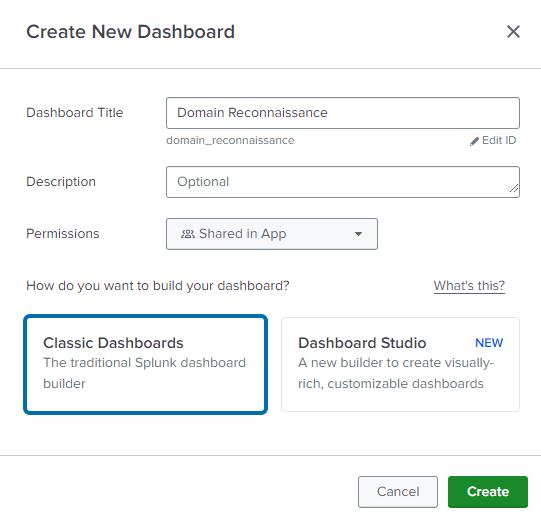 Create New Dashboard
Dashboard Title
Domain Reconnaissance
domain_reconnaissance
Edit ID
Description
Optional
Permissions
Shared in App
How do you want to build your dashboard?
What's this?
Classic Dashboards
The traditional Splunk dashboard
builder
Dashboard Studio
NEW
A new builder to create visually-
rich, customizable dashboards
Cancel
Create